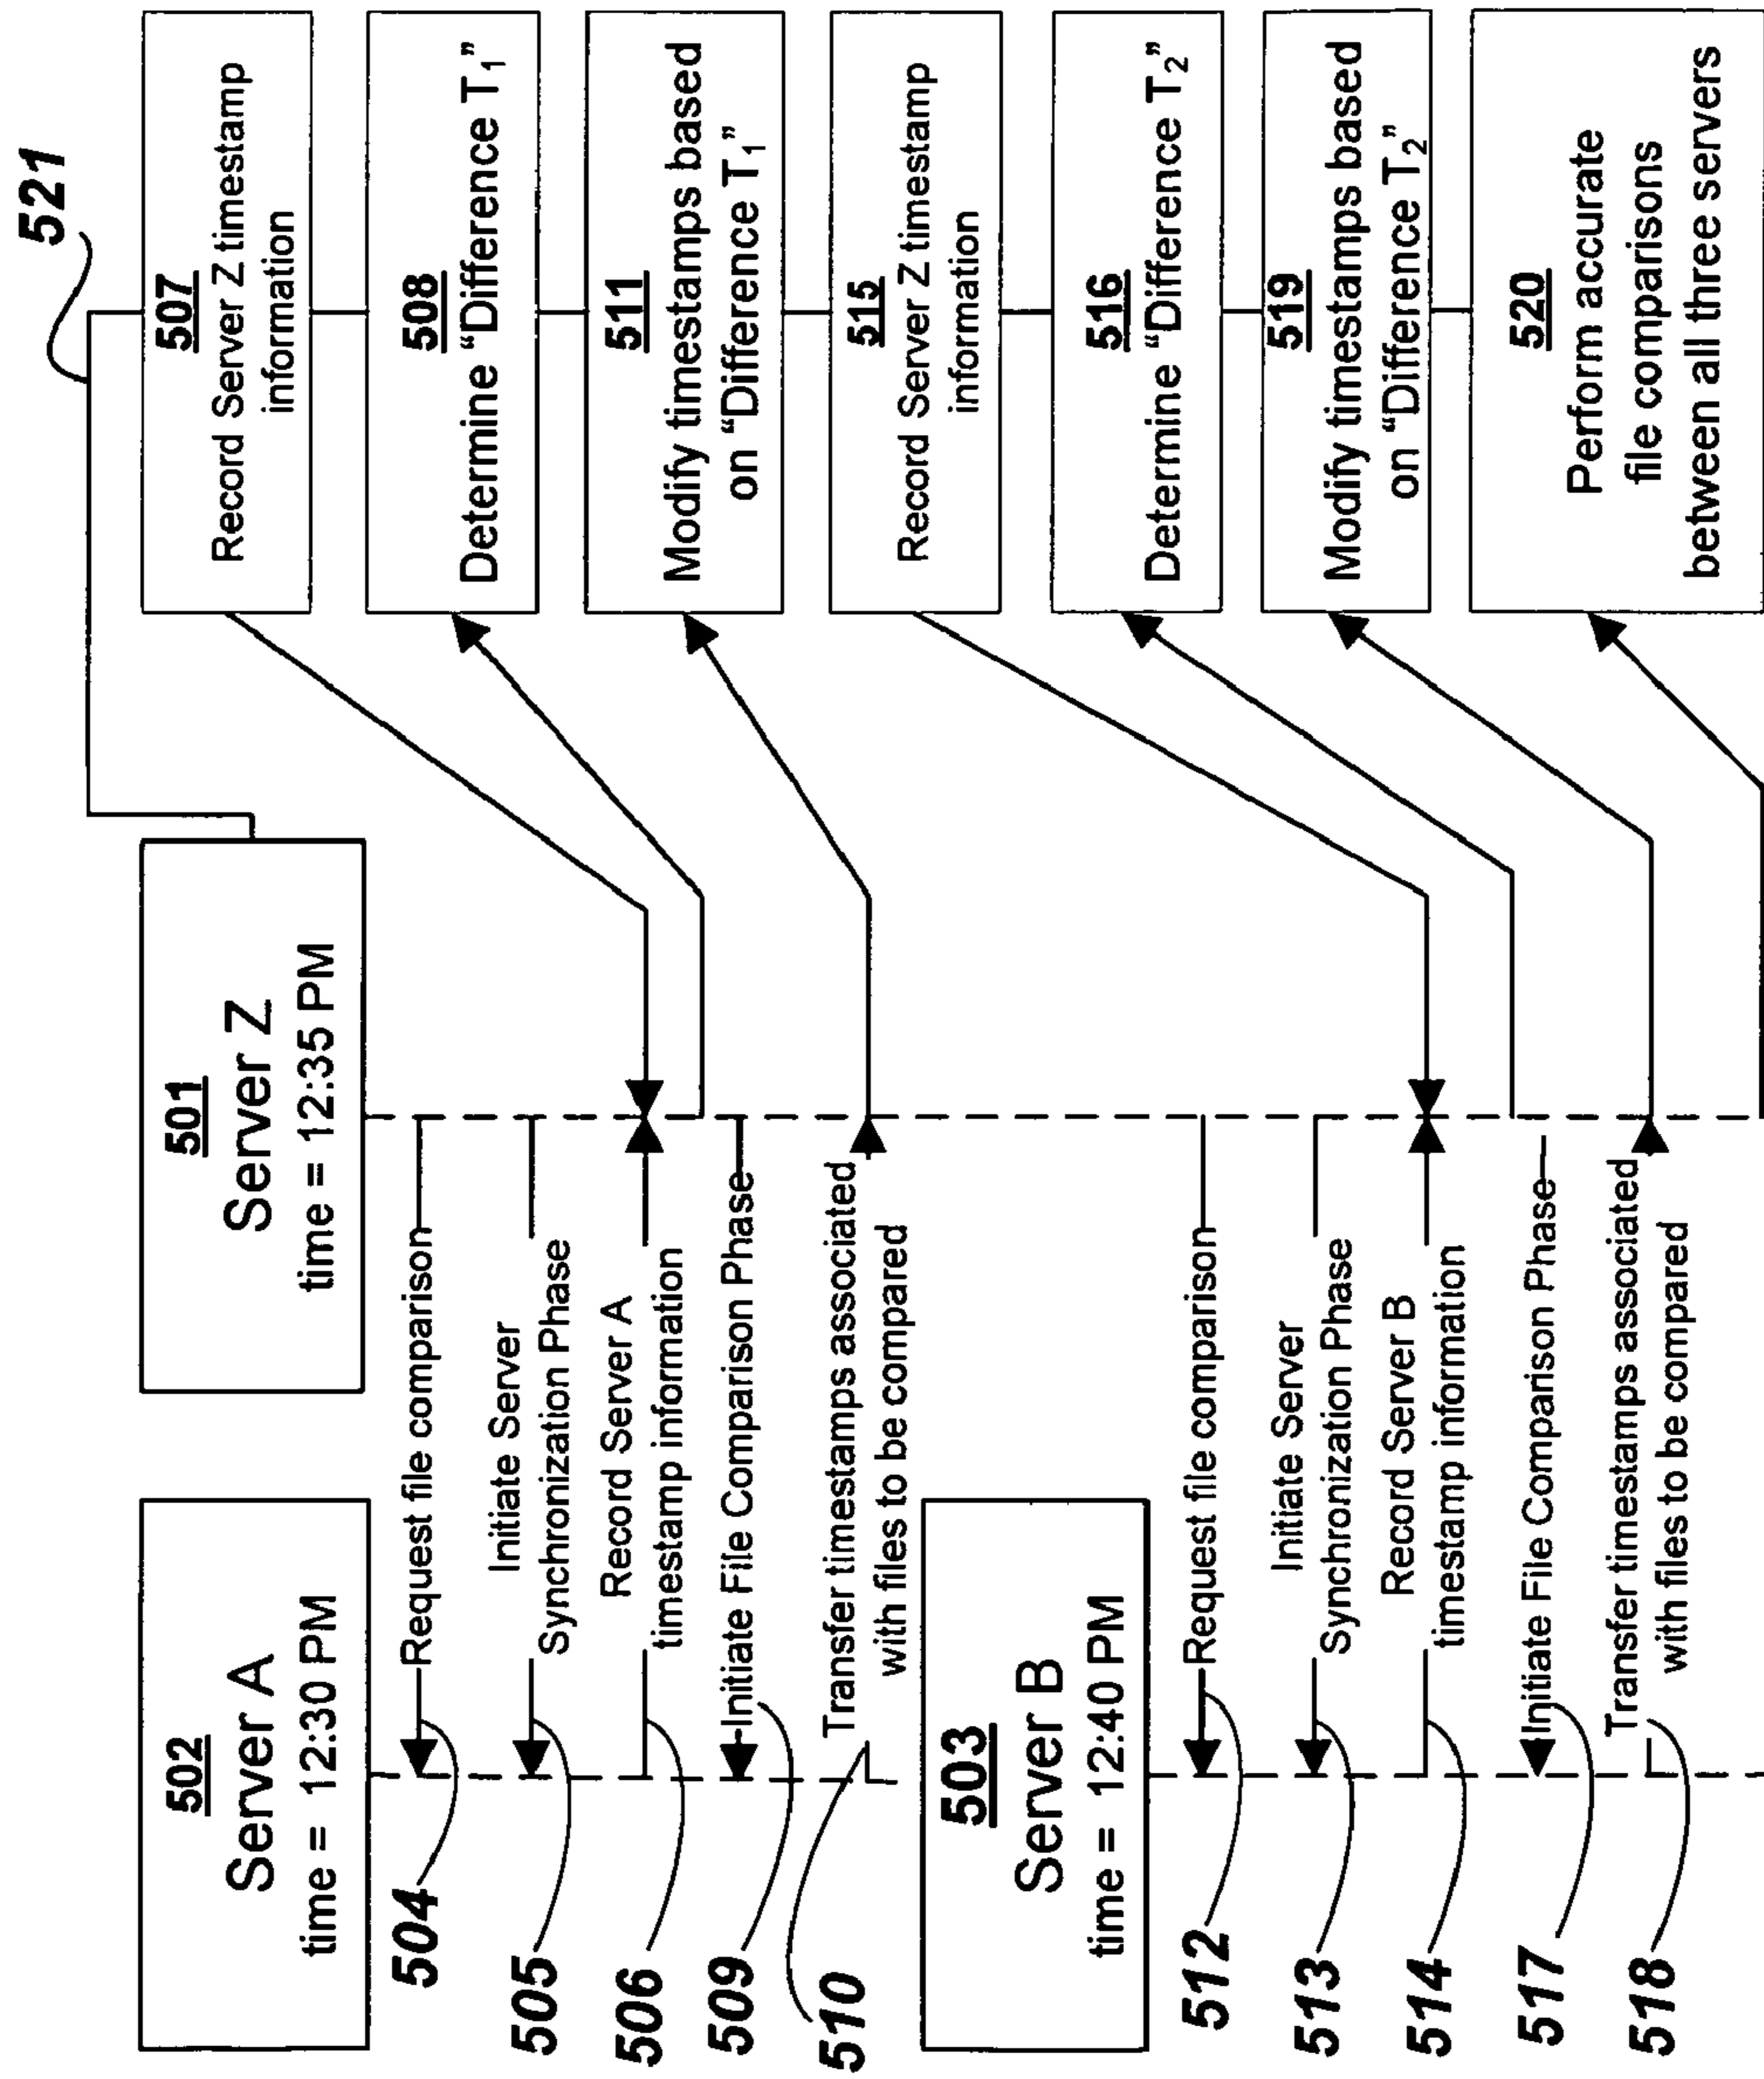 521
502
Server A
time = 12:30 PM
501
Server Z
time = 12:35 PM
507
Record Server Z timestamp
information
504
Request file comparison
505
Initiate Server
Synchronization Phase
506
Record Server A
timestamp information
508
Determine “Difference T1”
509
Initiate File Comparison Phase
510
Transfer timestamps associated
with files to be compared
511
Modify timestamps based
on “Difference T1”
503
Server B
time = 12:40 PM
512
Request file comparison
513
Initiate Server
Synchronization Phase
514
Record Server B
timestamp information
515
Record Server Z timestamp
information
516
Determine “Difference T2”
517
Initiate File Comparison Phase
518
Transfer timestamps associated
with files to be compared
519
Modify timestamps based
on “Difference T2”
520
Perform accurate
file comparisons
between all three servers